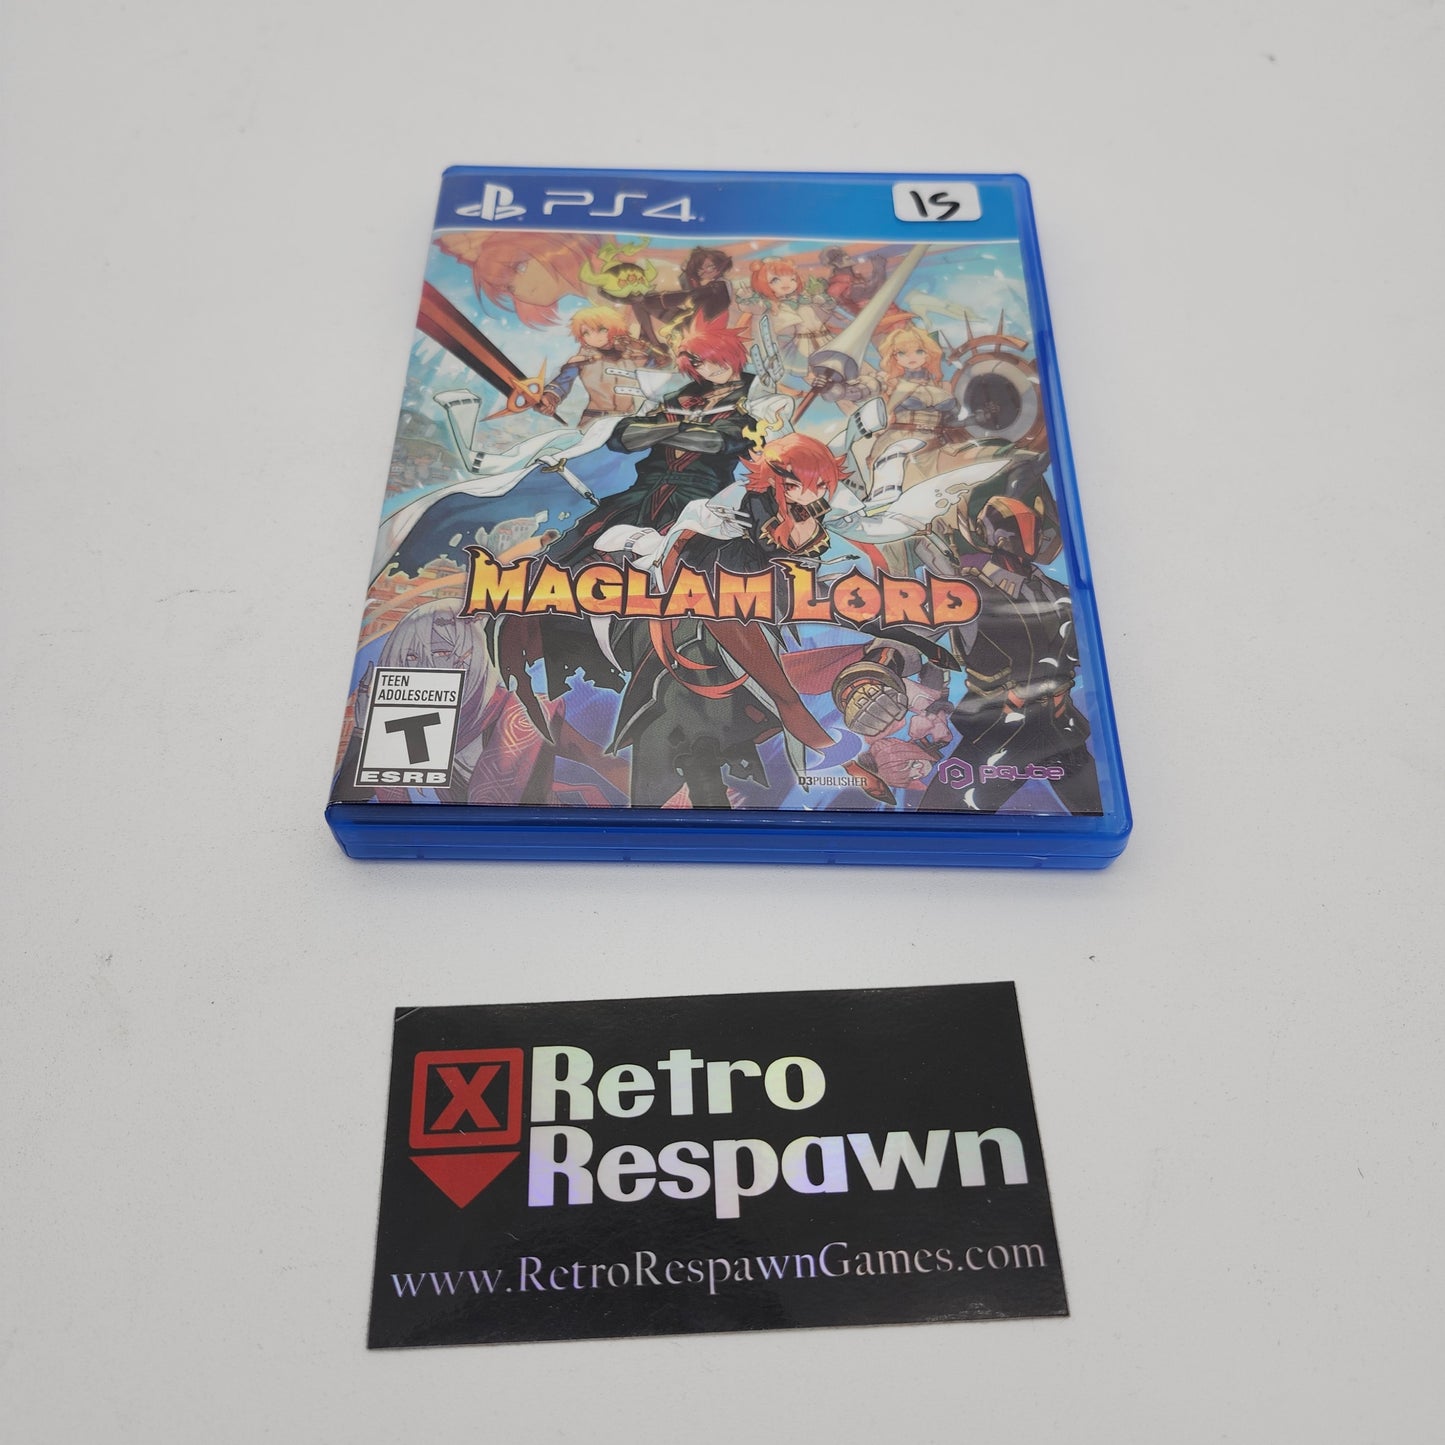 PS4
15
MAGLAM LORD
TEEN
ADOLESCENTS
T
ESRB
D3PUBLISHER
PQube
X
Retro
Respawn
www.RetroRespawnGames.com